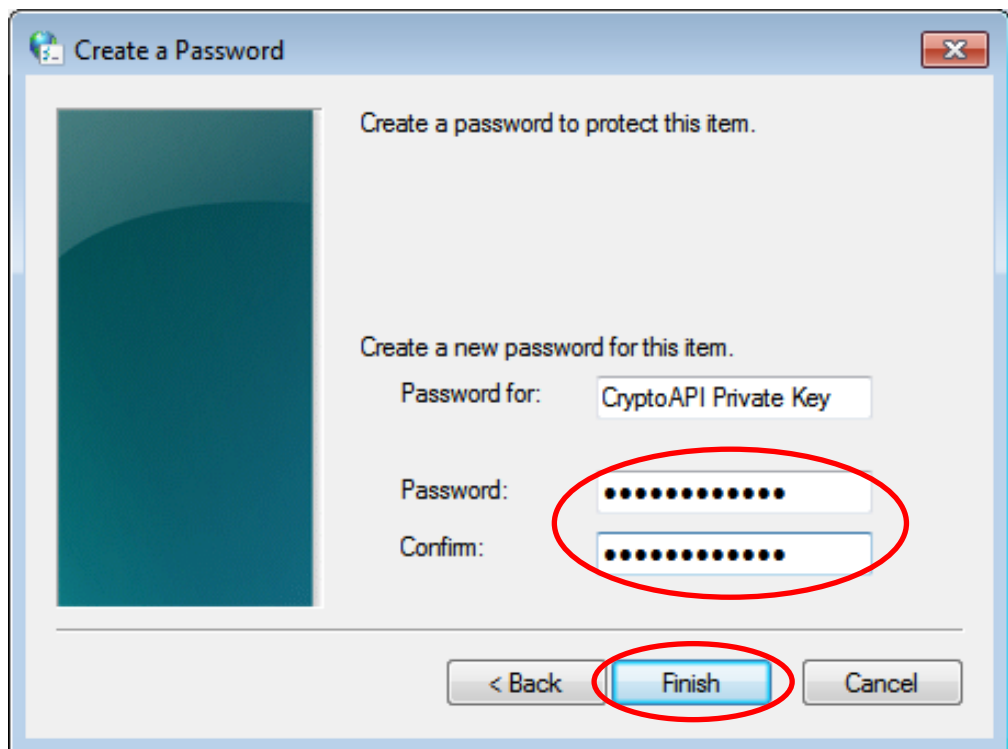 Create a Password
Create a password to protect this item.
Create a new password for this item.
Password for: CryptoAPI Private Key
Password: ●●●●●●●●●●●●
Confirm: ●●●●●●●●●●●●
< Back Finish Cancel